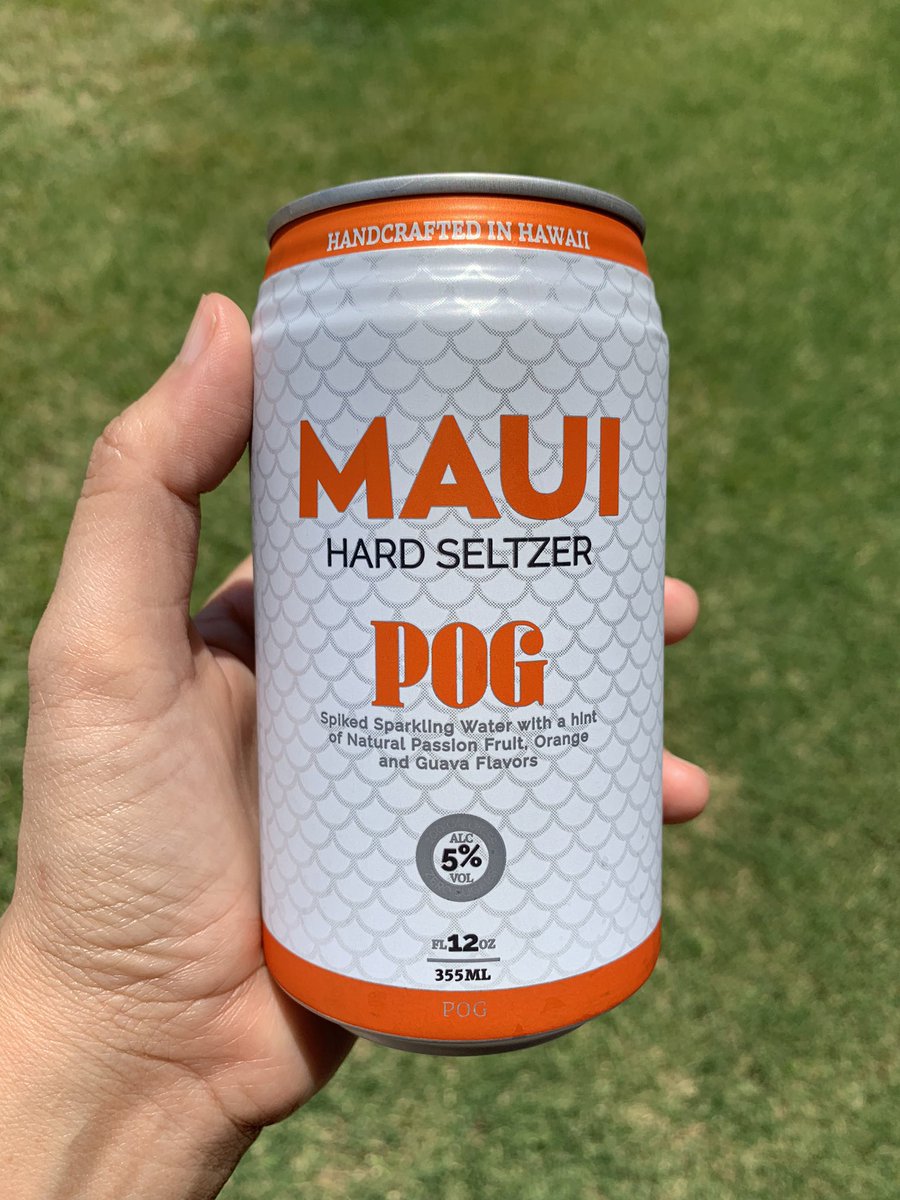 HANDCRAFTED IN HAWAII
MAUI
HARD SELTZER
POG
Spiked Sparkling Water with a hint
of Natural Passion Fruit, Orange
and Guava Flavors
ALC
5%
VOL
FL 12 OZ
355ML
POG